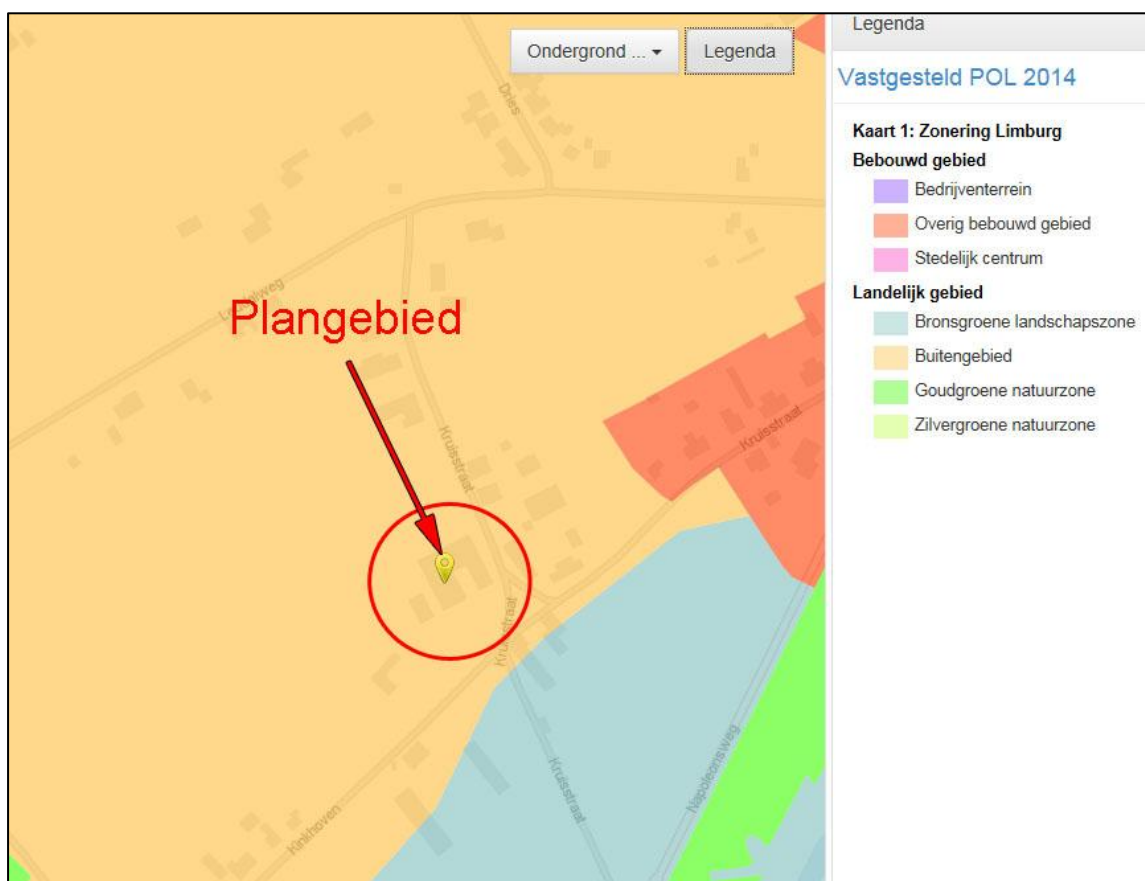 Ondergrond ...
Legenda
Legenda
Vastgesteld POL 2014
Kaart 1: Zonering Limburg
Bebouwd gebied
Bedrijventerrein
Overig bebouwd gebied
Stedelijk centrum
Landelijk gebied
Bronsgroene landschapszone
Buitengebied
Goudgroene natuurzone
Zilvergroene natuurzone
Dries
Plangebied
Kruisstraat
Kruisstraat
Kruisstraat
Kruisstraat
Napoleonsweg
Kinkhoven